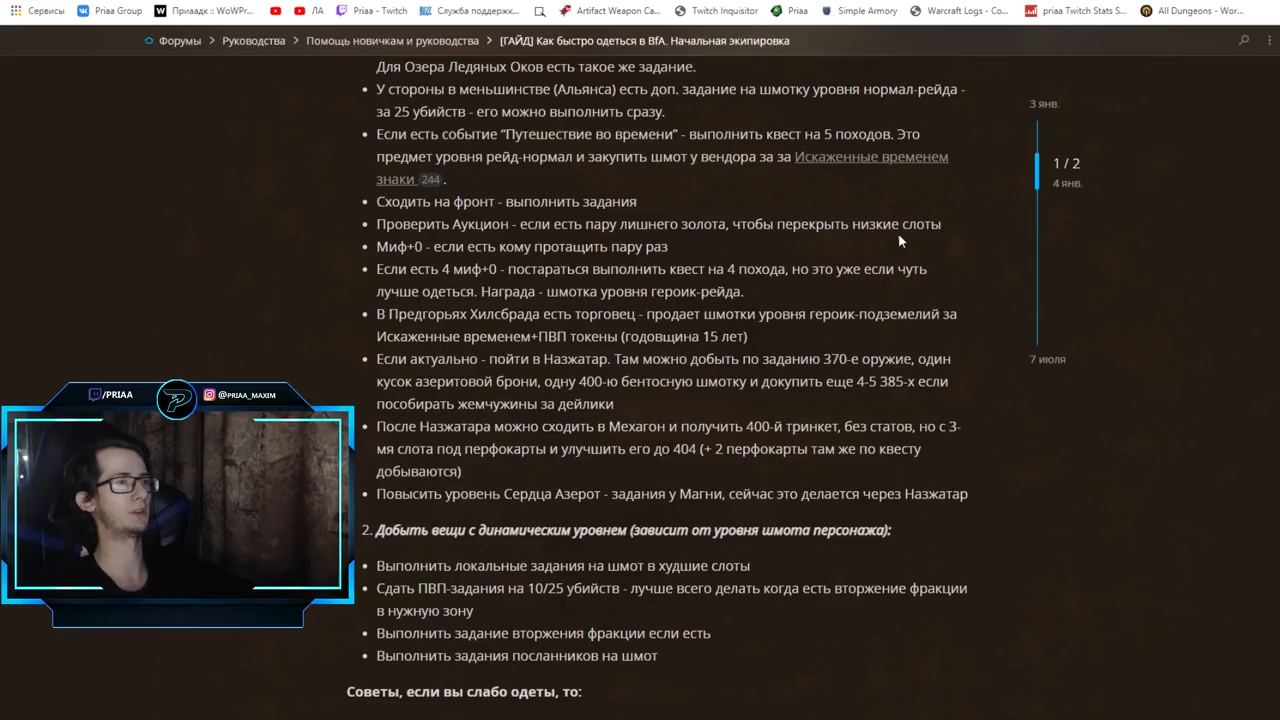 Сервисы
Priaa Group
Приаадк :: WoWPr...
ЛА
Priaa - Twitch
Служба поддержк...
Artifact Weapon Ca...
Twitch Inquisitor
Priaa
Simple Armory
Warcraft Logs - Co...
priaa Twitch Stats S...
All Dungeons - Wor...
Форумы > Руководства > Помощь новичкам и руководства > [ГАЙД] Как быстро одеться в BfA. Начальная экипировка
Для Озера Ледяных Оков есть такое же задание.
• У стороны в меньшинстве (Альянса) есть доп. задание на шмотку уровня нормал-рейда -
за 25 убийств - его можно выполнить сразу.
• Если есть событие “Путешествие во времени” - выполнить квест на 5 походов. Это
предмет уровня рейд-нормал и закупить шмот у вендора за за Искаженные временем
знаки 244 .
• Сходить на фронт - выполнить задания
• Проверить Аукцион - если есть пару лишнего золота, чтобы перекрыть низкие слоты
• Миф+0 - если есть кому протащить пару раз
• Если есть 4 миф+0 - постараться выполнить квест на 4 похода, но это уже если чуть
лучше одеться. Награда - шмотка уровня героик-рейда.
• В Предгорьях Хилсбрада есть торговец - продает шмотки уровня героик-подземелий за
Искаженные временем+ПВП токены (годовщина 15 лет)
• Если актуально - пойти в Назжатар. Там можно добыть по заданию 370-е оружие, один
кусок азеритовой брони, одну 400-ю бентосную шмотку и докупить еще 4-5 385-х если
пособирать жемчужины за дейлики
• После Назжатара можно сходить в Мехагон и получить 400-й тринкет, без статов, но с 3-
мя слота под перфокарты и улучшить его до 404 (+ 2 перфокарты там же по квесту
добываются)
• Повысить уровень Сердца Азерот - задания у Магни, сейчас это делается через Назжатар
2. Добыть вещи с динамическим уровнем (зависит от уровня шмота персонажа):
• Выполнить локальные задания на шмот в худшие слоты
• Сдать ПВП-задания на 10/25 убийств - лучше всего делать когда есть вторжение фракции
в нужную зону
• Выполнить задание вторжения фракции если есть
• Выполнить задания посланников на шмот
Советы, если вы слабо одеты, то:
3 янв.
1 / 2
4 янв.
7 июля
/PRIAA
@PRIAA_MAXIM